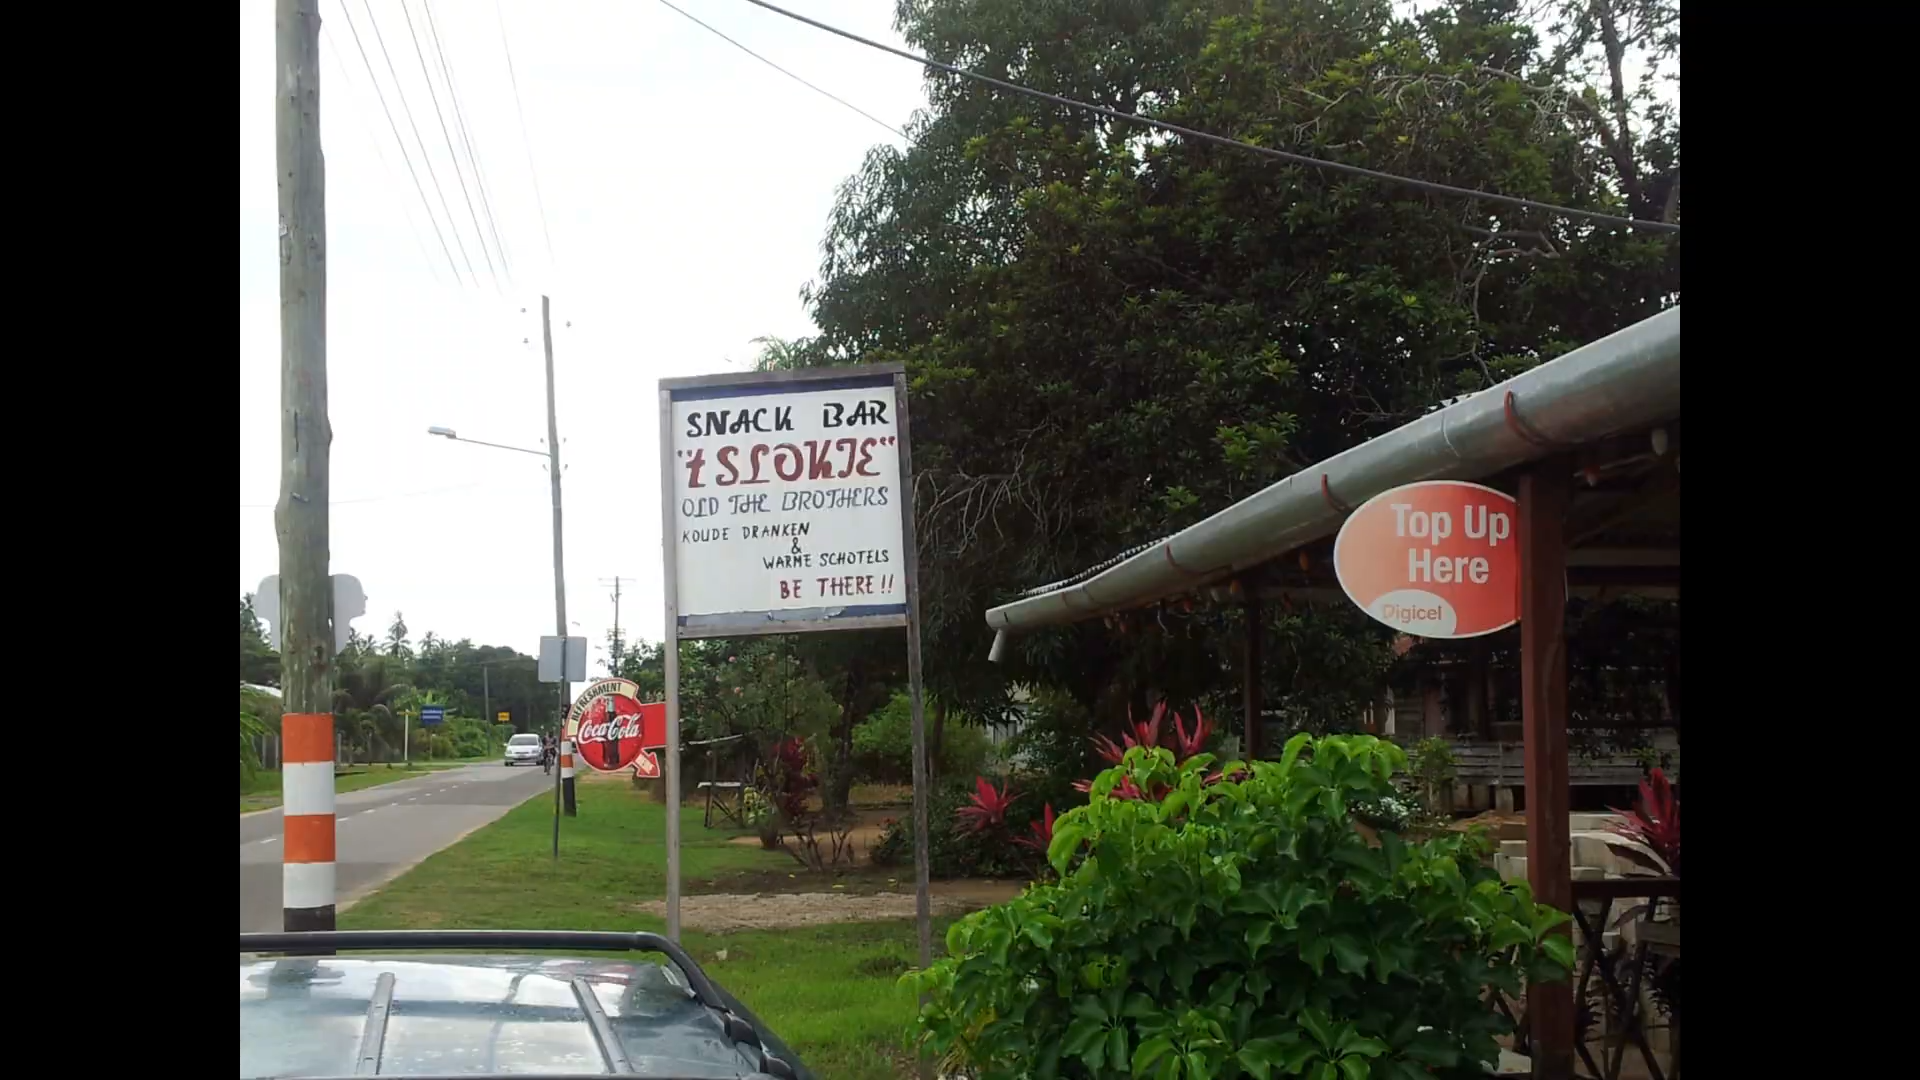 SNACK BAR
"t SLOKIE"
OLD THE BROTHERS
KOUDE DRANKEN
&
WARME SCHOTELS
BE THERE!!
REFRESHMENT
Coca-Cola
Top Up
Here
Digicel